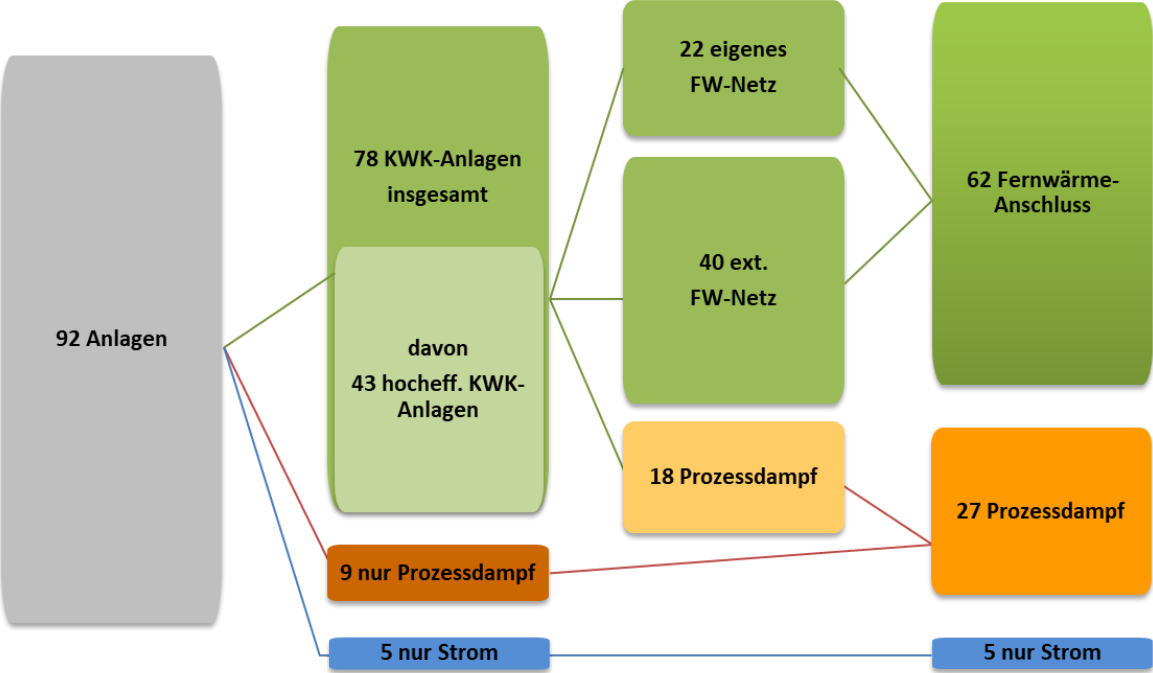 92 Anlagen
78 KWK-Anlagen
insgesamt
davon
43 hocheff. KWK-
Anlagen
9 nur Prozessdampf
5 nur Strom
22 eigenes
FW-Netz
40 ext.
FW-Netz
18 Prozessdampf
62 Fernwärme-
Anschluss
27 Prozessdampf
5 nur Strom